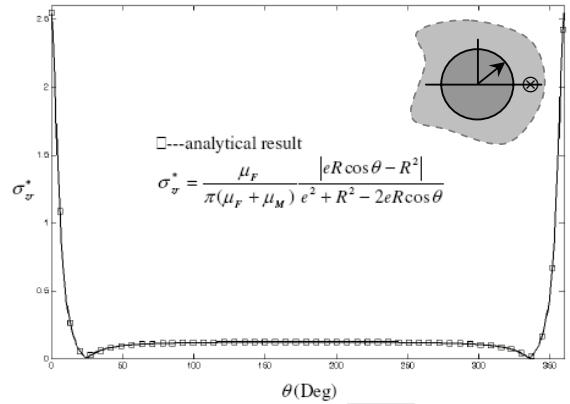 2.5
2
1.5
1
0.5
0
σ*zr
□---analytical result
σ*zr = μF / π(μF + μM) |eR cos θ − R²| / e² + R² − 2eR cos θ
0 50 100 150 200 250 300 350
θ(Deg)